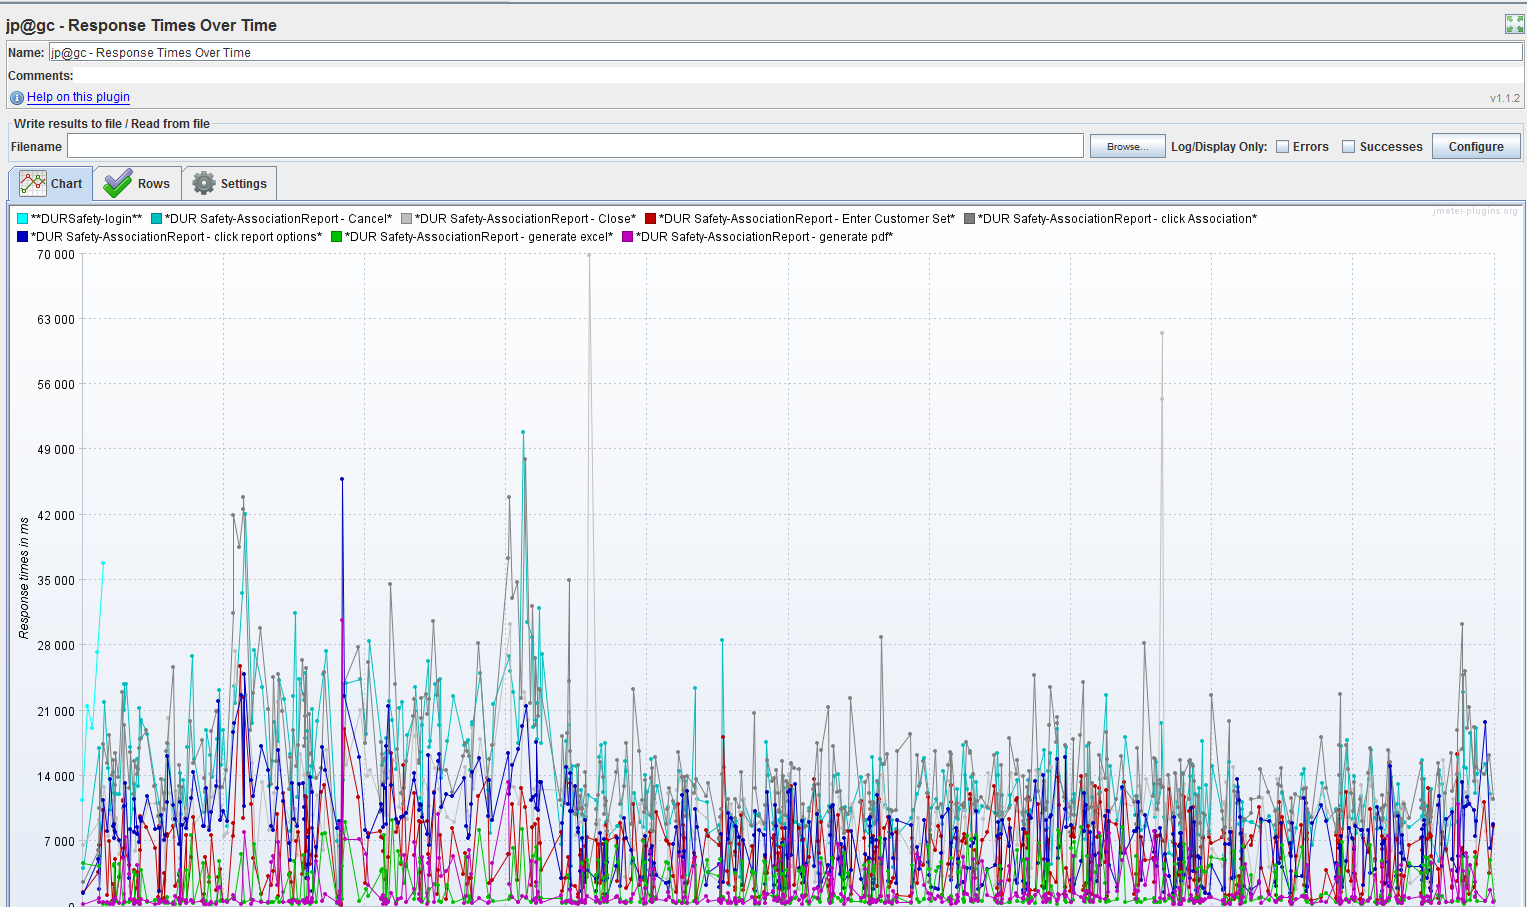 jp@gc - Response Times Over Time
Name: jp@gc - Response Times Over Time
Comments:
Help on this plugin
v1.1.2
Write results to file / Read from file
Filename Browse... Log/Display Only: Errors Successes Configure
Chart Rows Settings
**DURSafety-login** *DUR Safety-AssociationReport - Cancel* *DUR Safety-AssociationReport - Close* *DUR Safety-AssociationReport - Enter Customer Set* *DUR Safety-AssociationReport - click Association*
jmeter-plugins.org
*DUR Safety-AssociationReport - click report options* *DUR Safety-AssociationReport - generate excel* *DUR Safety-AssociationReport - generate pdf*
70 000
63 000
56 000
49 000
42 000
35 000
28 000
21 000
14 000
7 000
0
Response times in ms